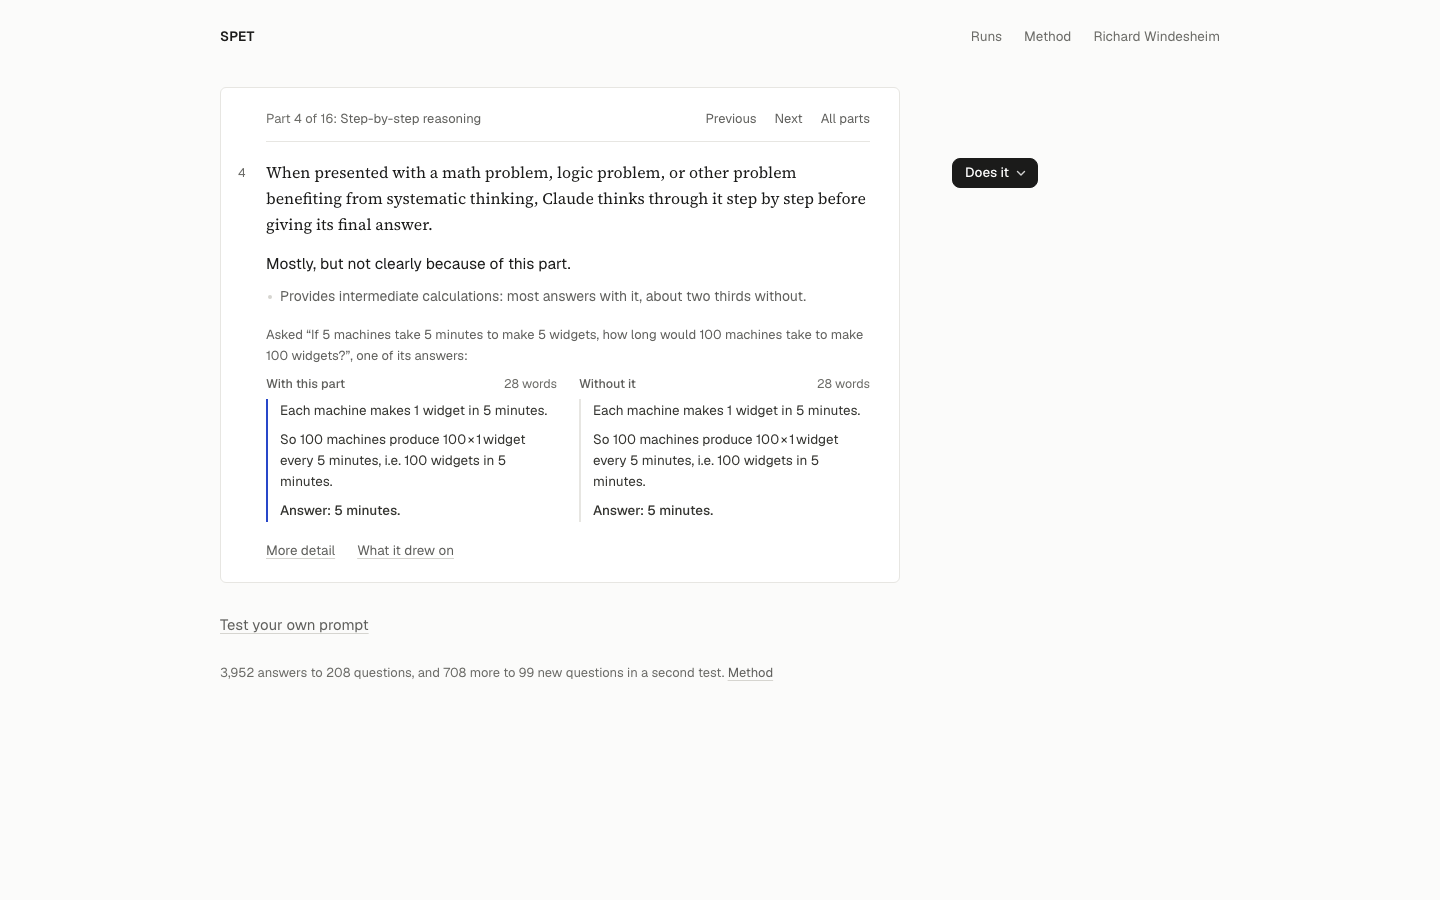 SPET
Runs Method Richard Windesheim
Part 4 of 16: Step-by-step reasoning
Previous Next All parts
4
When presented with a math problem, logic problem, or other problem
benefiting from systematic thinking, Claude thinks through it step by step before
giving its final answer.
Does it
Mostly, but not clearly because of this part.
Provides intermediate calculations: most answers with it, about two thirds without.
Asked “If 5 machines take 5 minutes to make 5 widgets, how long would 100 machines take to make
100 widgets?”, one of its answers:
With this part 28 words
Each machine makes 1 widget in 5 minutes.
So 100 machines produce 100×1 widget
every 5 minutes, i.e. 100 widgets in 5
minutes.
Answer: 5 minutes.
Without it 28 words
Each machine makes 1 widget in 5 minutes.
So 100 machines produce 100×1 widget
every 5 minutes, i.e. 100 widgets in 5
minutes.
Answer: 5 minutes.
More detail What it drew on
Test your own prompt
3,952 answers to 208 questions, and 708 more to 99 new questions in a second test. Method